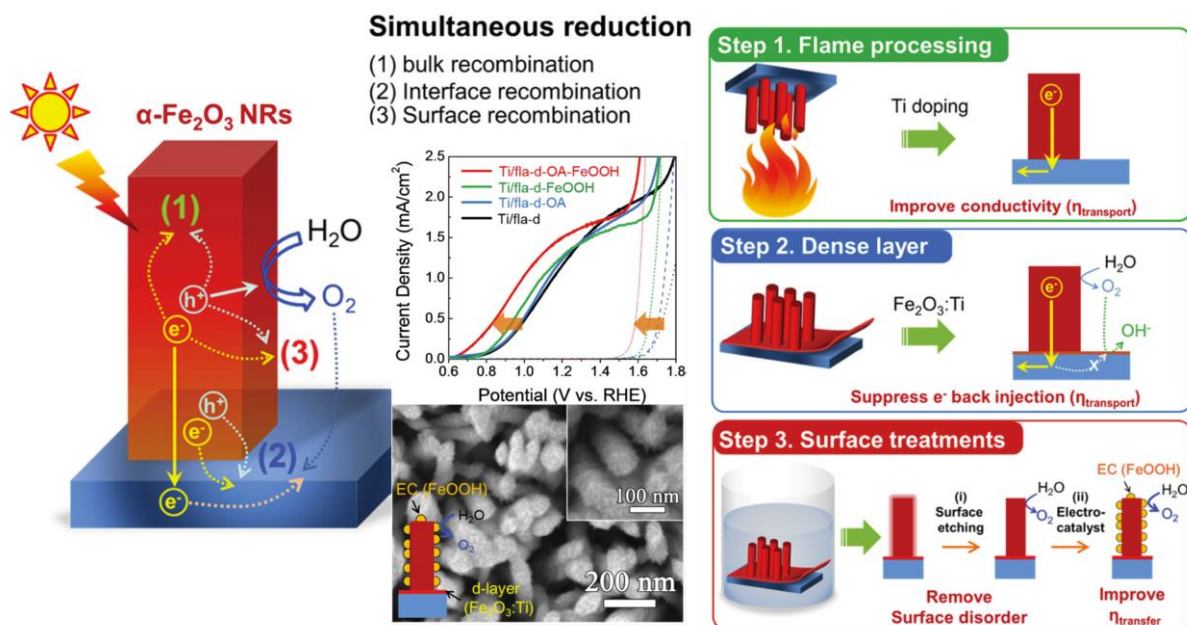 α-Fe₂O₃ NRs
(1)
h⁺
e⁻
(3)
H₂O
O₂
h⁺
e⁻
(2)
e⁻
Simultaneous reduction
(1) bulk recombination
(2) Interface recombination
(3) Surface recombination
Current Density (mA/cm²)
2.5
2.0
1.5
1.0
0.5
0.0
Ti/fla-d-OA-FeOOH
Ti/fla-d-FeOOH
Ti/fla-d-OA
Ti/fla-d
0.6 0.8 1.0 1.2 1.4 1.6 1.8
Potential (V vs. RHE)
EC (FeOOH)
H₂O
O₂
d-layer
(Fe₂O₃:Ti)
100 nm
200 nm
Step 1. Flame processing
Ti doping
e⁻
Improve conductivity (η_transport)
Step 2. Dense layer
Fe₂O₃:Ti
e⁻
H₂O
O₂
OH⁻
X
Suppress e⁻ back injection (η_transport)
Step 3. Surface treatments
(i)
Surface
etching
H₂O
O₂
(ii)
Electro-
catalyst
EC (FeOOH)
H₂O
O₂
Remove
Surface disorder
Improve
η_transfer